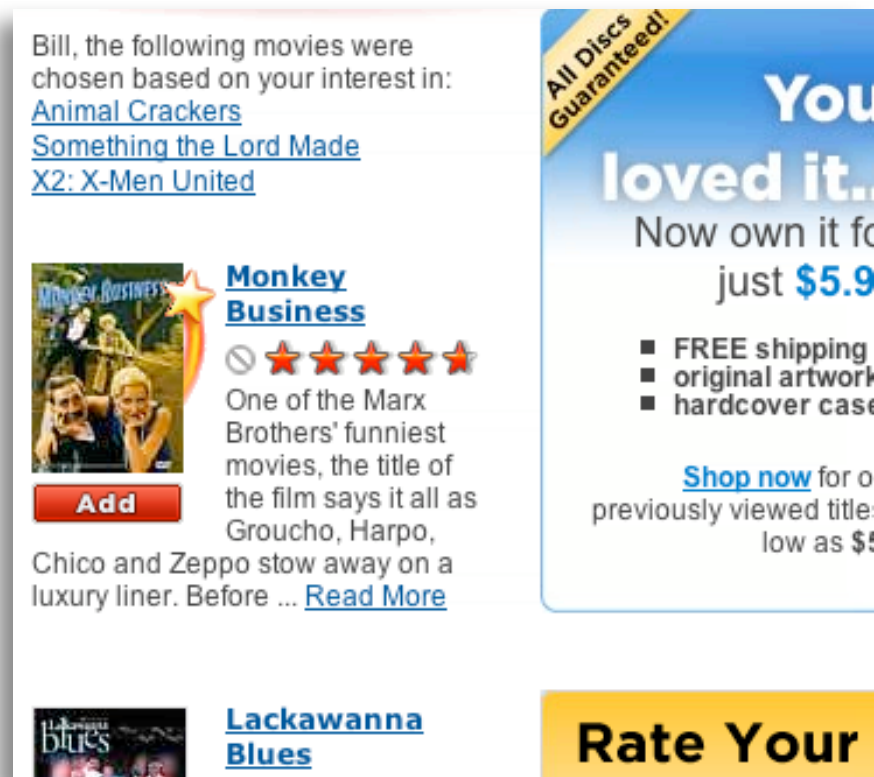 Bill, the following movies were
chosen based on your interest in:
Animal Crackers
Something the Lord Made
X2: X-Men United
MONKEY BUSINESS
Monkey
Business
One of the Marx
Brothers' funniest
movies, the title of
the film says it all as
Add
Groucho, Harpo,
Chico and Zeppo stow away on a
luxury liner. Before ... Read More
Lackawanna
blues
Lackawanna
Blues
All Discs
Guaranteed!
You
loved it..
Now own it fo
just $5.9
FREE shipping
original artwork
hardcover case
Shop now for o
previously viewed titles
low as $5
Rate Your